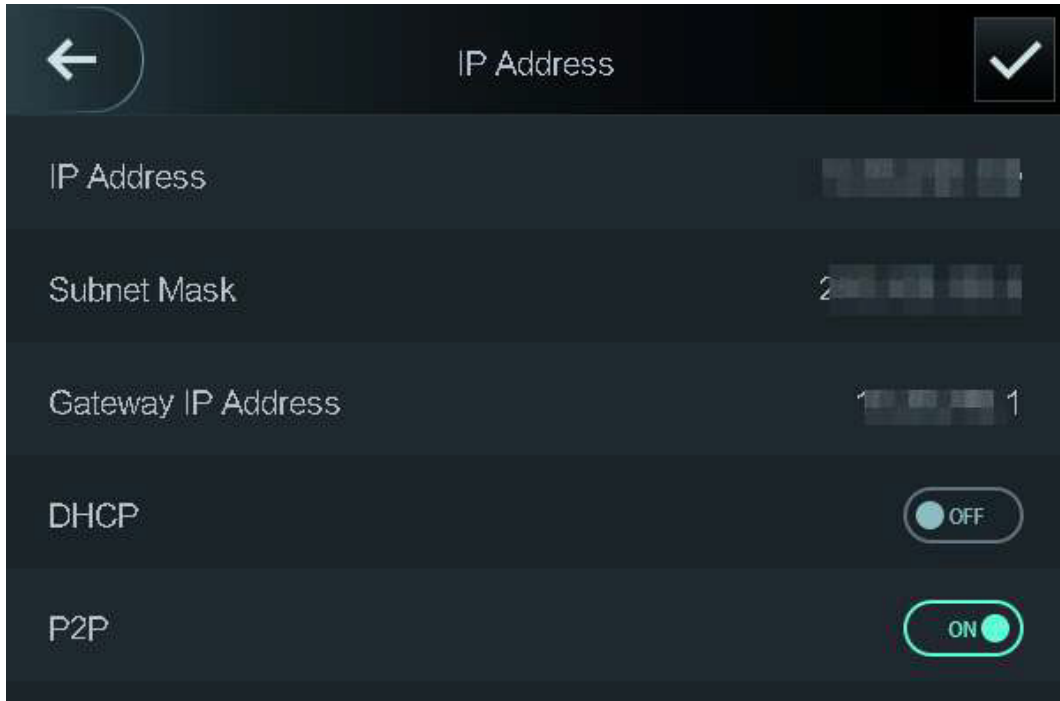 IP Address
IP Address
Subnet Mask
Gateway IP Address
DHCP OFF
P2P ON